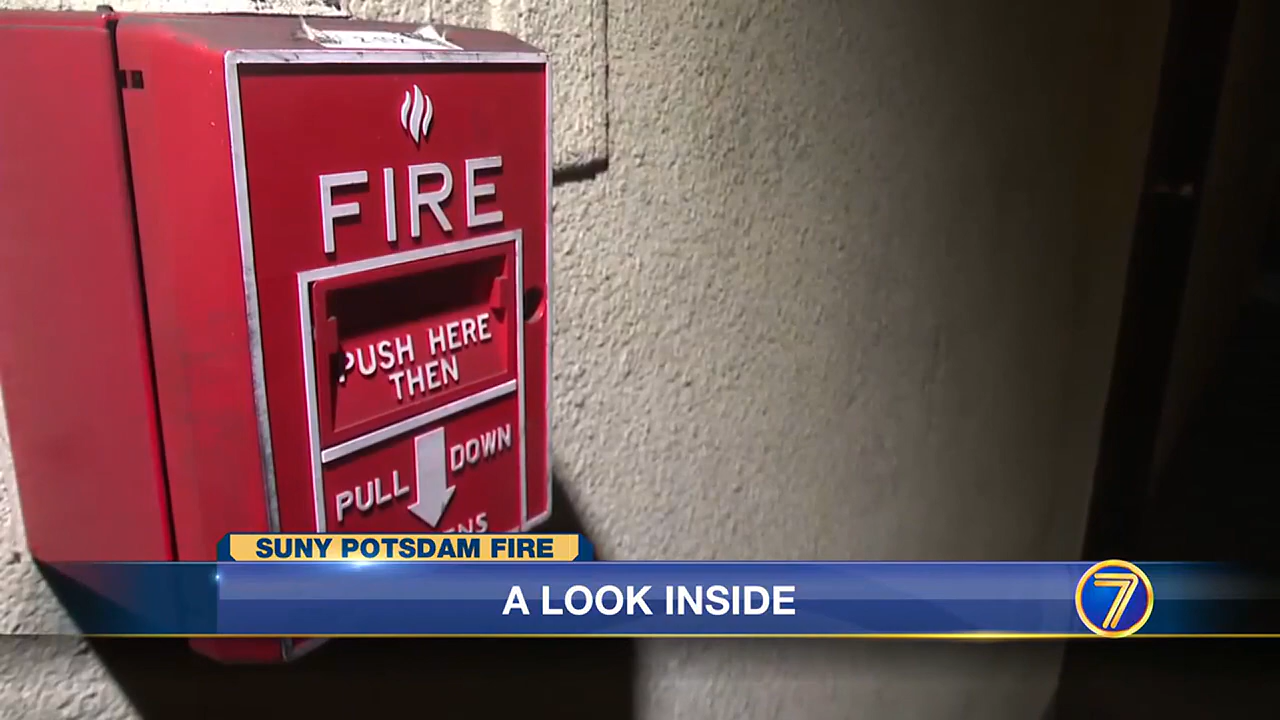 FIRE
PUSH HERE
THEN
PULL DOWN
SUNY POTSDAM FIRE
A LOOK INSIDE
7